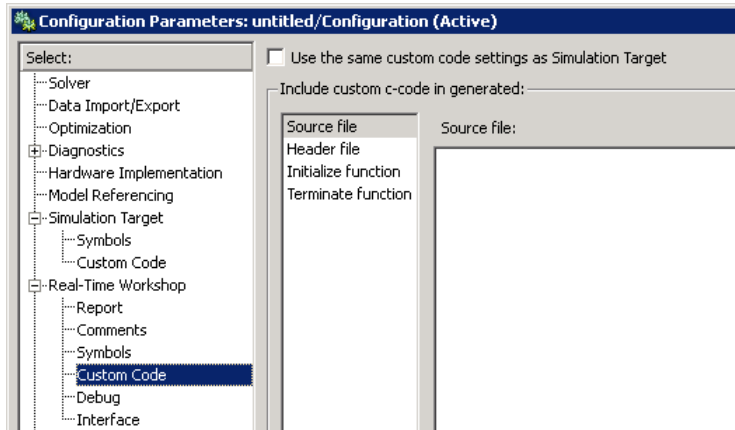 Configuration Parameters: untitled/Configuration (Active)
Select:
Solver
Data Import/Export
Optimization
Diagnostics
Hardware Implementation
Model Referencing
Simulation Target
Symbols
Custom Code
Real-Time Workshop
Report
Comments
Symbols
Custom Code
Debug
Interface
Use the same custom code settings as Simulation Target
Include custom c-code in generated:
Source file
Header file
Initialize function
Terminate function
Source file: